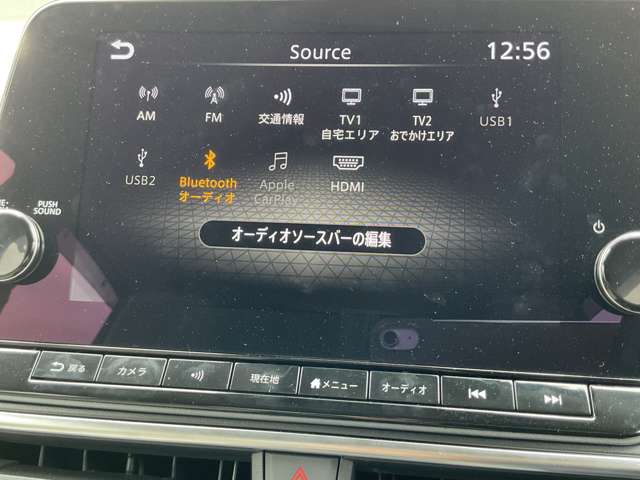 Source
12:56
AM
FM
交通情報
TV1
自宅エリア
TV2
おでかけエリア
USB1
USB2
Bluetooth
オーディオ
Apple
CarPlay
HDMI
オーディオソースバーの編集
PUSH
SOUND
戻る
カメラ
現在地
メニュー
オーディオ